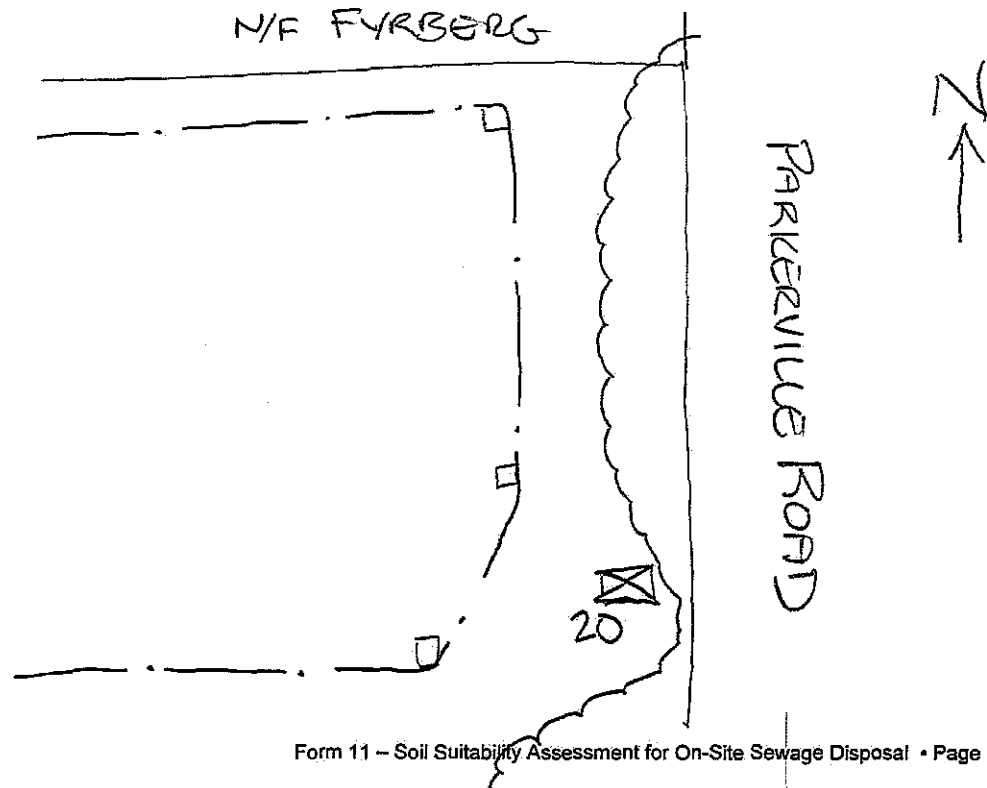 N/F FYRBERG
N
PARKERVILLE ROAD
20
Form 11 – Soil Suitability Assessment for On-Site Sewage Disposal • Page